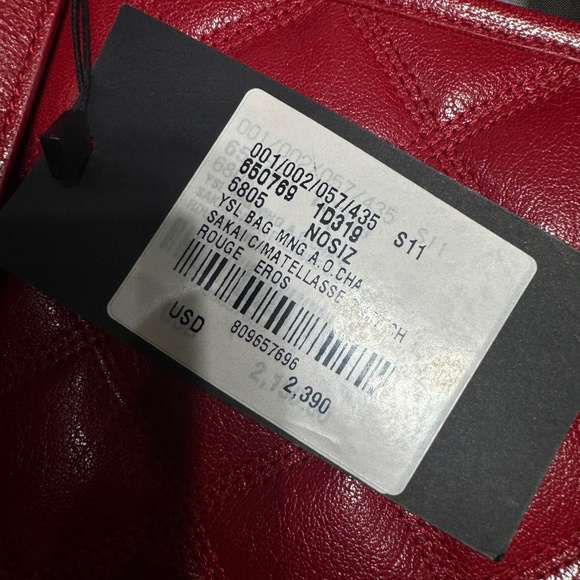 001/002/057/435 S11
650769 1D319
6805 NOSIZ
YSL BAG MNG A.O.CHA
SAKAI C/MATELLASSE
ROUGE EROS
809657696
USD 2,390